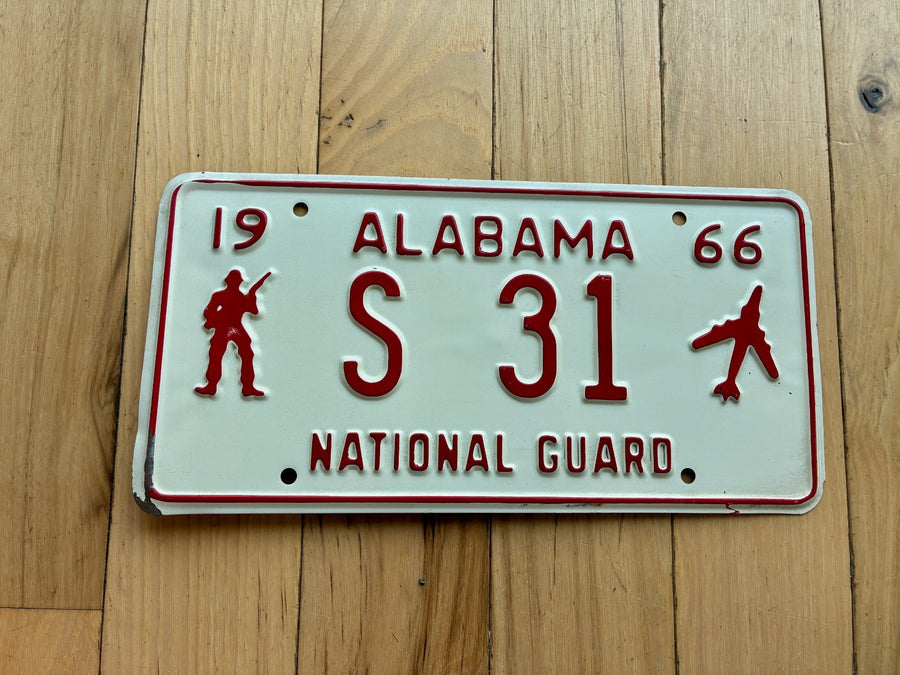 19 ALABAMA 66
S 31
NATIONAL GUARD